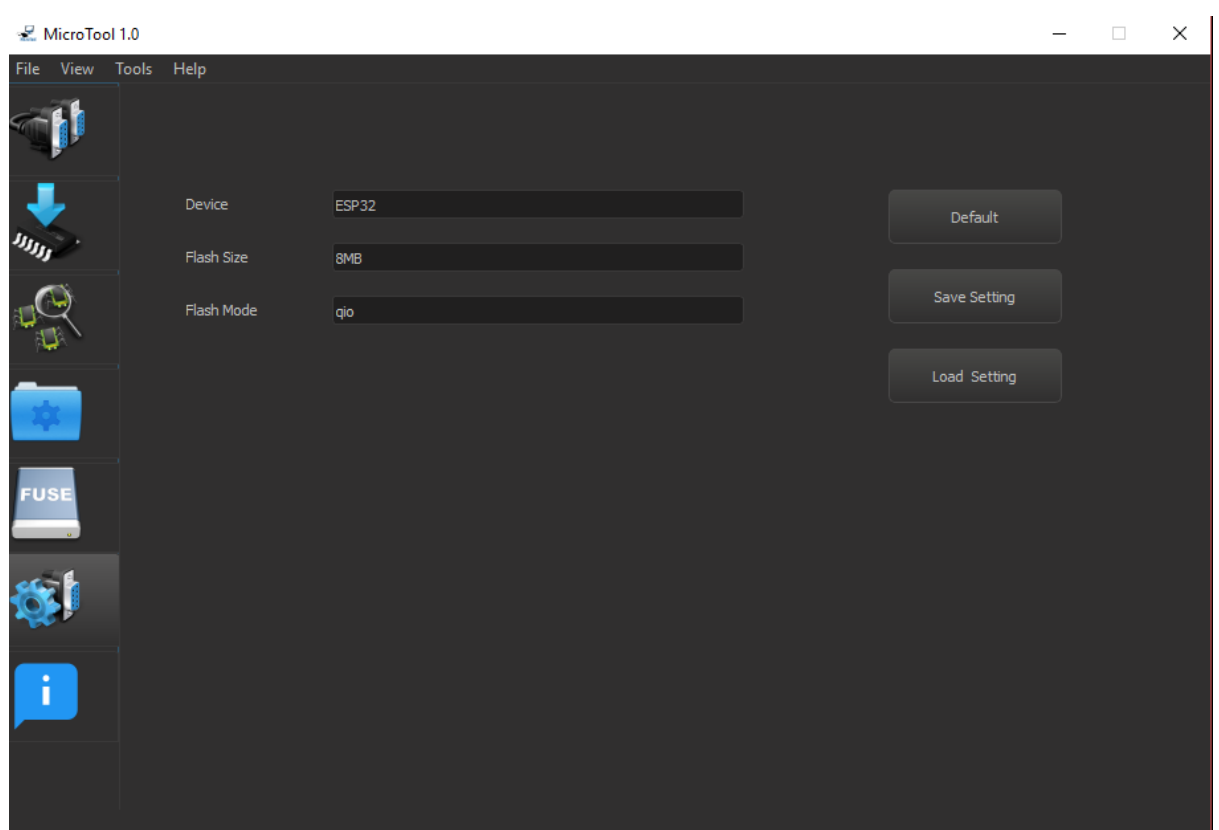 MicroTool 1.0
File View Tools Help
Device ESP32
Default
Flash Size 8MB
Save Setting
Flash Mode qio
Load Setting
FUSE
i